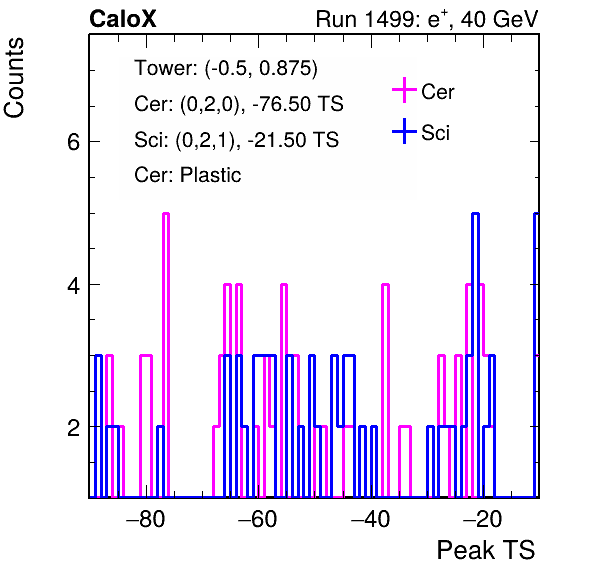 CaloX Run 1499: e⁺, 40 GeV
Counts
Tower: (-0.5, 0.875)
Cer: (0,2,0), -76.50 TS
Sci: (0,2,1), -21.50 TS
Cer: Plastic
Cer
Sci
6
4
2
−80 −60 −40 −20
Peak TS